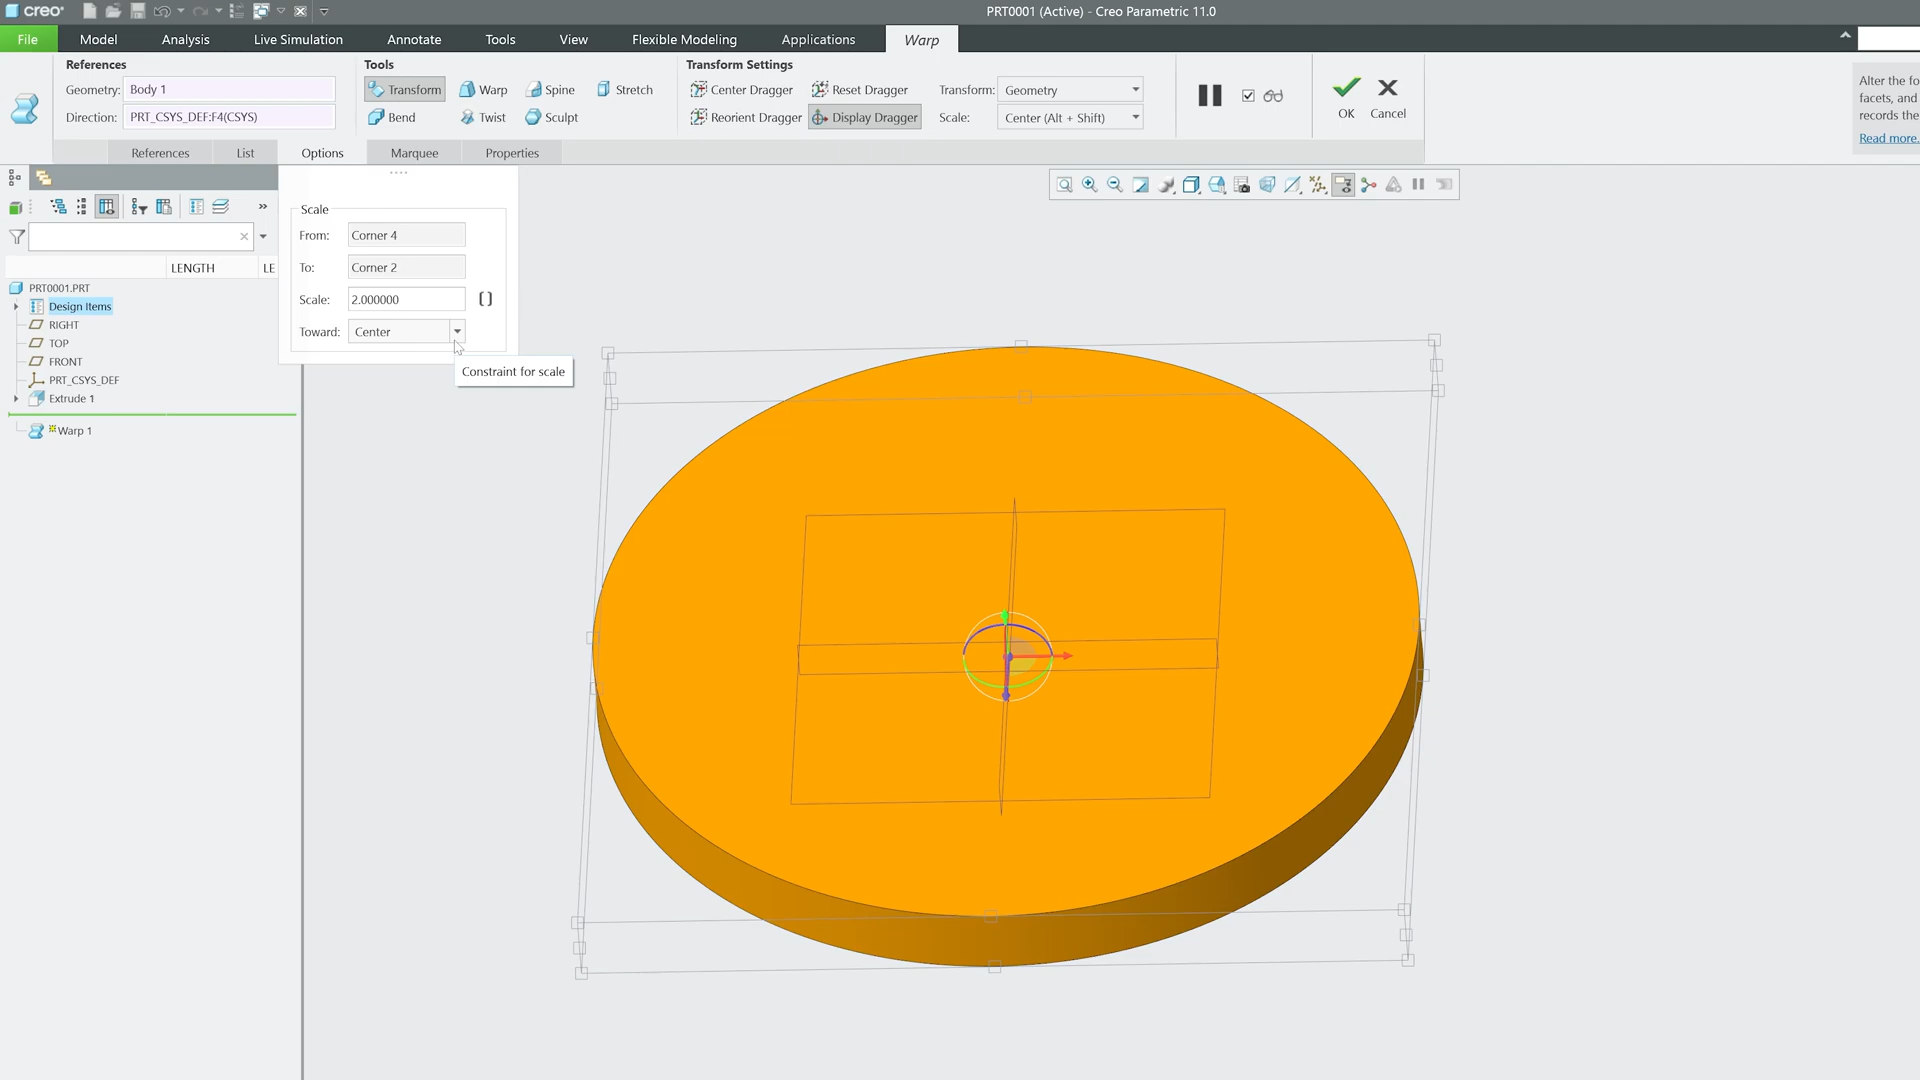 creo®
PRT0001 (Active) - Creo Parametric 11.0
File Model Analysis Live Simulation Annotate Tools View Flexible Modeling Applications Warp
References
Geometry: Body 1
Direction: PRT_CSYS_DEF:F4(CSYS)
Tools
Transform Warp Spine Stretch
Bend Twist Sculpt
Transform Settings
Center Dragger Reset Dragger Transform: Geometry
Reorient Dragger Display Dragger Scale: Center (Alt + Shift)
OK Cancel
Alter the fo
facets, and
records the
Read more.
References List Options Marquee Properties
Scale
From: Corner 4
To: Corner 2
Scale: 2.000000
Toward: Center
Constraint for scale
LENGTH LE
PRT0001.PRT
Design Items
RIGHT
TOP
FRONT
PRT_CSYS_DEF
Extrude 1
Warp 1